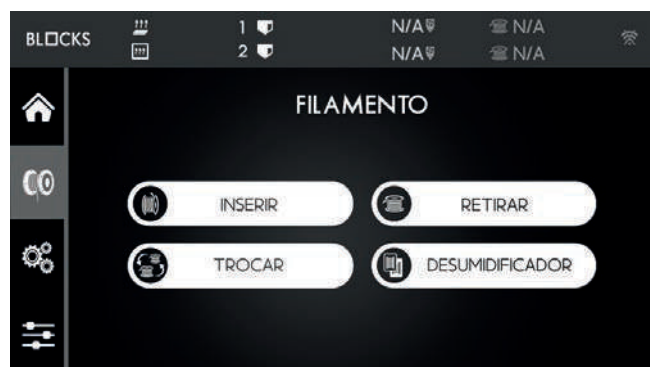 BLOCKS 1 N/A N/A
2 N/A N/A
FILAMENTO
INSERIR RETIRAR
TROCAR DESUMIDIFICADOR